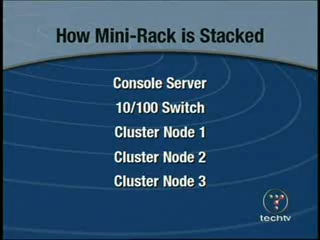 How Mini-Rack is Stacked
Console Server
10/100 Switch
Cluster Node 1
Cluster Node 2
Cluster Node 3
techtv